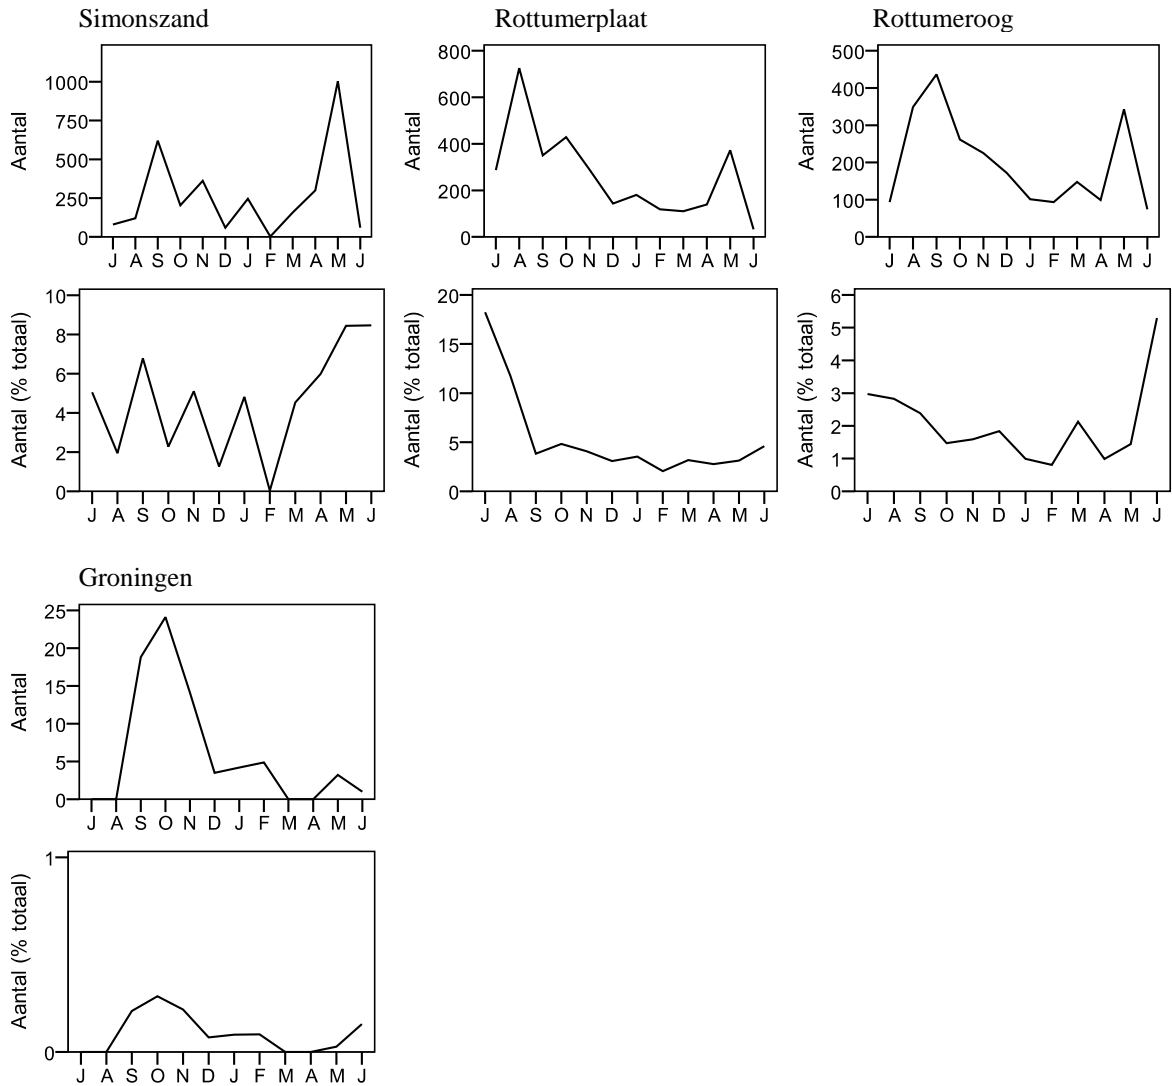 Simonszand
Aantal
1000
750
500
250
0
J A S O N D J F M A M J
Aantal (% totaal)
10
8
6
4
2
0
J A S O N D J F M A M J
Rottumerplaat
Aantal
800
600
400
200
0
J A S O N D J F M A M J
Aantal (% totaal)
20
15
10
5
0
J A S O N D J F M A M J
Rottumeroog
Aantal
500
400
300
200
100
0
J A S O N D J F M A M J
Aantal (% totaal)
6
5
4
3
2
1
0
J A S O N D J F M A M J
Groningen
Aantal
25
20
15
10
5
0
J A S O N D J F M A M J
Aantal (% totaal)
1
0
J A S O N D J F M A M J